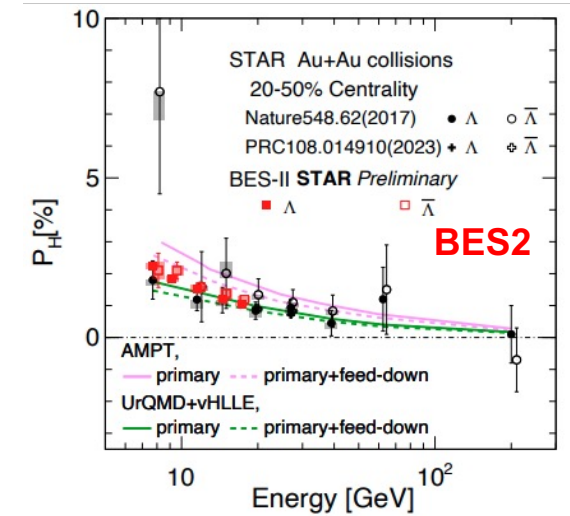 10
5
0
P_H[%]
STAR Au+Au collisions
20-50% Centrality
Nature548.62(2017) Λ Λ̅
PRC108.014910(2023) Λ Λ̅
BES-II STAR Preliminary
Λ Λ̅
BES2
AMPT,
primary primary+feed-down
UrQMD+vHLLE,
primary primary+feed-down
10 10²
Energy [GeV]